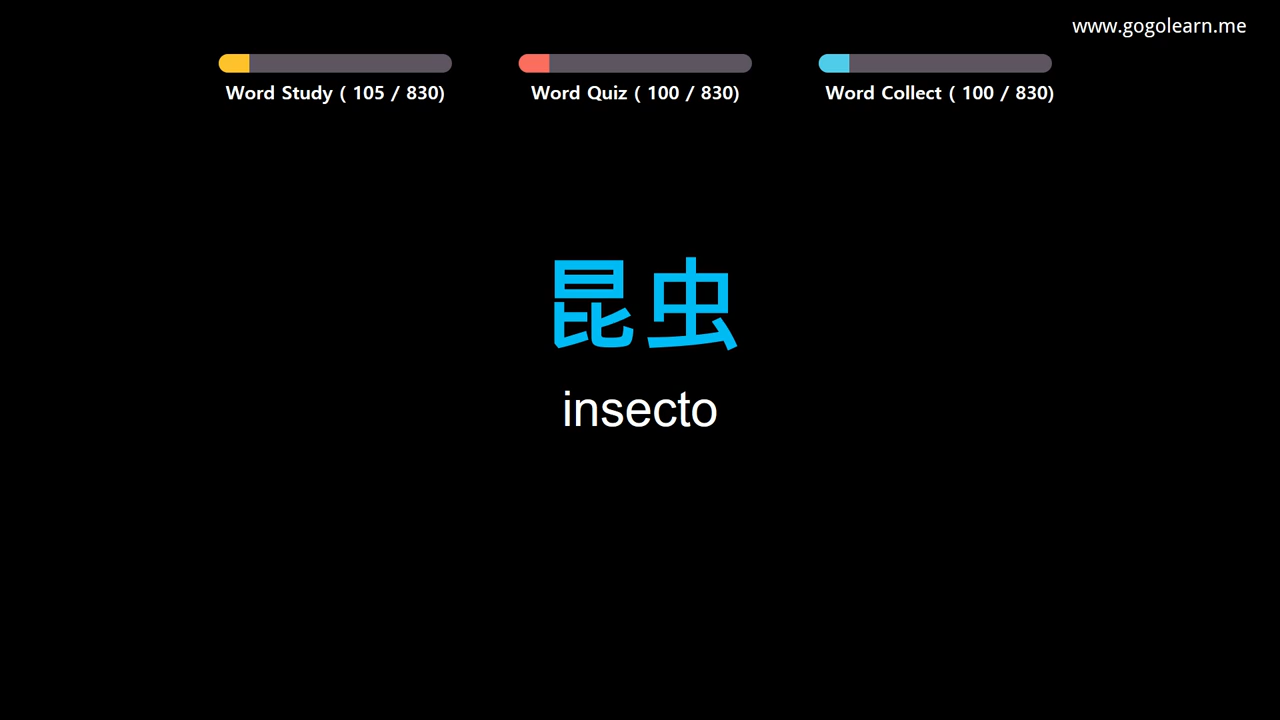 www.gogolearn.me
Word Study ( 105 / 830)
Word Quiz ( 100 / 830)
Word Collect ( 100 / 830)
昆虫
insecto